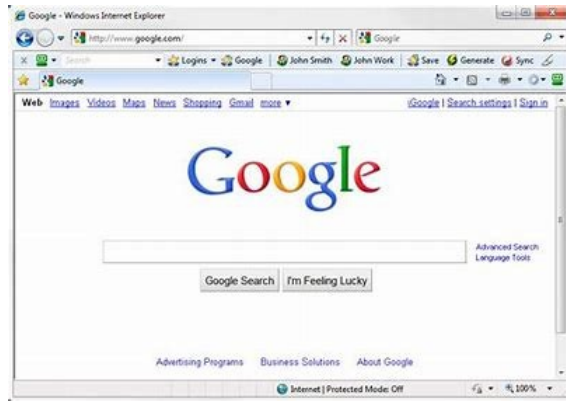 Google - Windows Internet Explorer
http://www.google.com/ Google
Search Logins Google John Smith John Work Save Generate Sync
Google
Web Images Videos Maps News Shopping Gmail more ▼ iGoogle | Search settings | Sign in
Google
Advanced Search
Language Tools
Google Search I'm Feeling Lucky
Advertising Programs Business Solutions About Google
Internet | Protected Mode: Off 100%